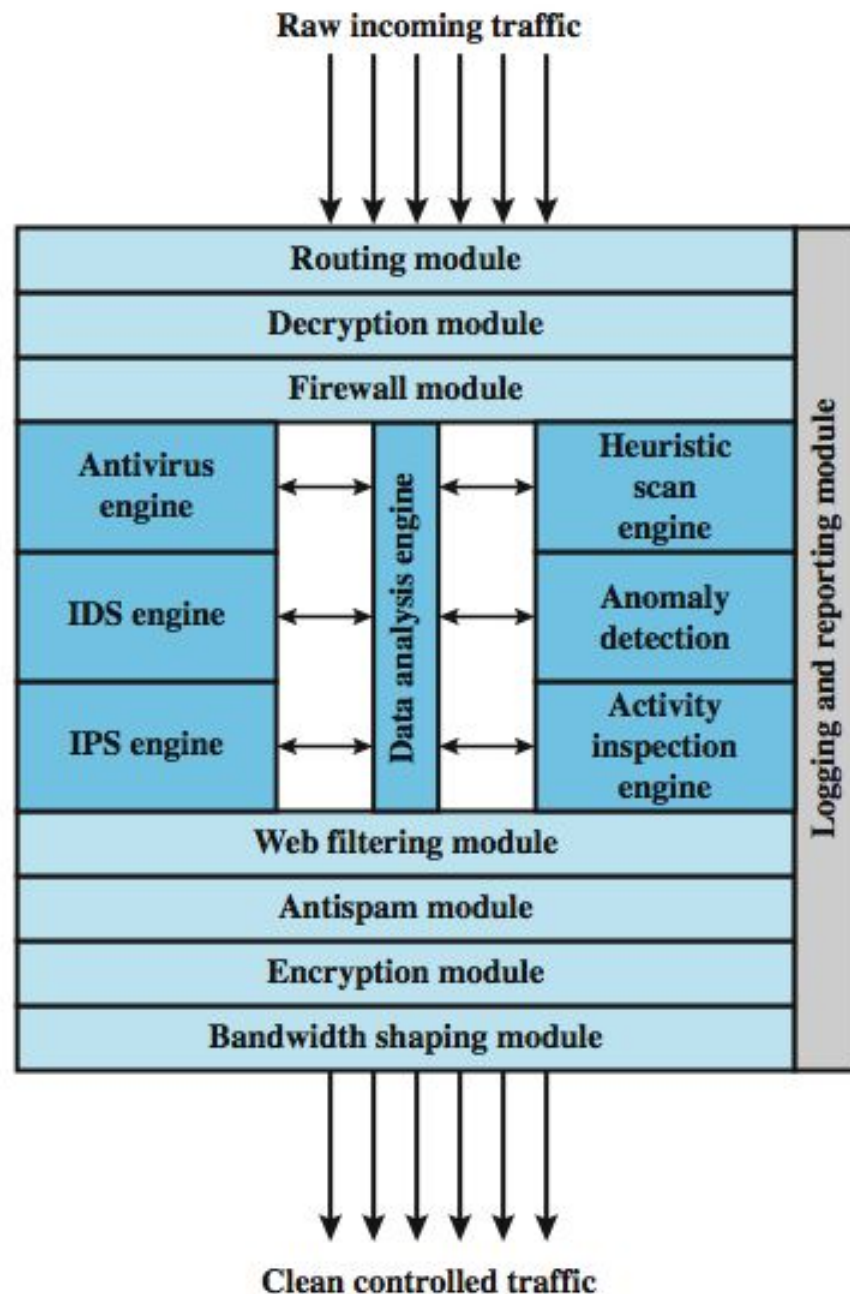 Raw incoming traffic
Routing module
Decryption module
Firewall module
Antivirus
engine
IDS engine
IPS engine
Data analysis engine
Heuristic
scan
engine
Anomaly
detection
Activity
inspection
engine
Logging and reporting module
Web filtering module
Antispam module
Encryption module
Bandwidth shaping module
Clean controlled traffic